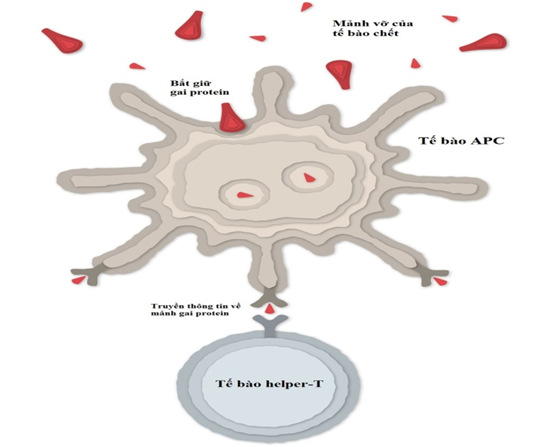 Mảnh vỡ của
tế bào chết
Bắt giữ
gai protein
Tế bào APC
Truyền thông tin về
mảnh gai protein
Tế bào helper-T